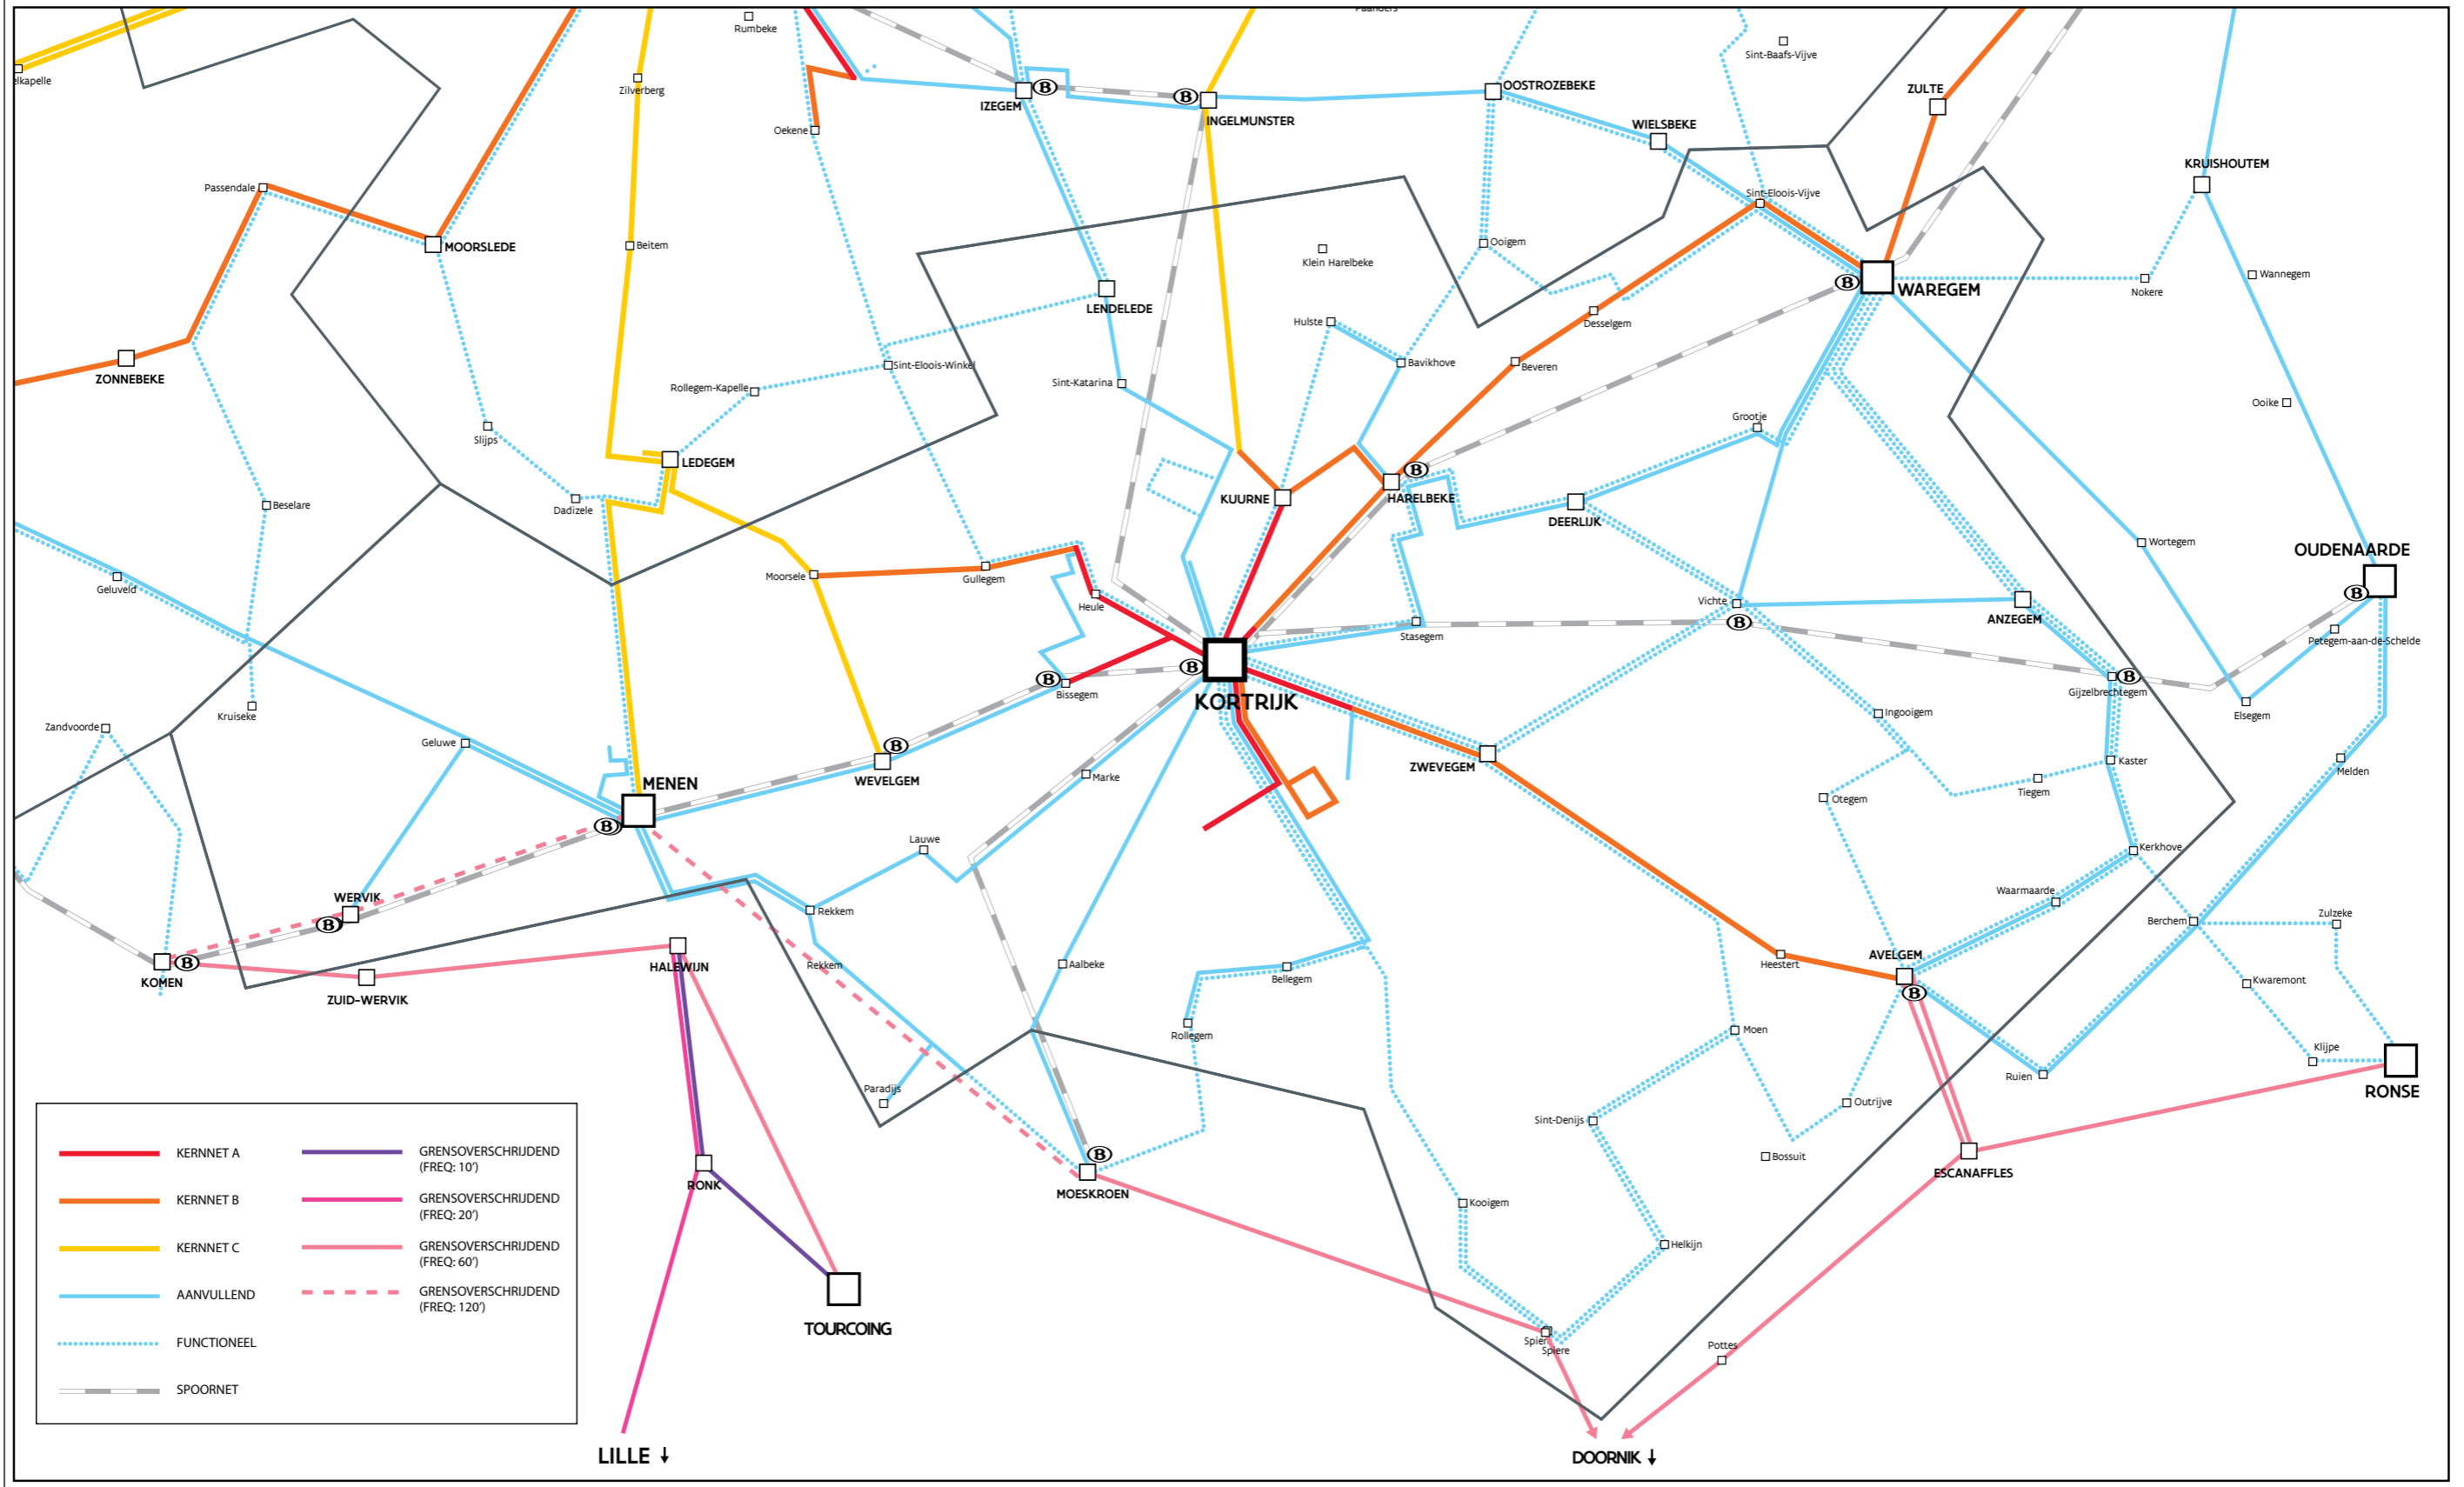 Rumbeke
Sint-Baafs-Vijve
elkapelle
Zilverberg
IZEGEM
B
B
INGELMUNSTER
OOSTROZEBEKE
ZULTE
Oekene
WIELSBEKE
KRUISHOUTEM
Passendale
Sint-Eloois-Vijve
MOORSLEDE
Beitem
Ooigem
Klein Harelbeke
B
WAREGEM
Nokere
Wannegem
LENDELEDE
Hulste
Desselgem
Bavikhove
Beveren
ZONNEBEKE
Sint-Eloois-Winkel
Rollegem-Kapelle
Sint-Katarina
Ooike
Grootje
Slijps
LEDEGEM
B
HARELBEKE
KUURNE
Dadizele
Beselare
DEERLIJK
Wortegem
OUDENAARDE
B
Geluveld
Moorsele
Gullegem
Heule
Vichte
B
ANZEGEM
Stasegem
Petegem-aan-de-Schelde
B
KORTRIJK
B
Bissegem
B
Gijzelbrechtegem
Elsegem
Kruiseke
Zandvoorde
Geluwe
Ingooigem
B
WEVELGEM
MENEN
B
Marke
ZWEVEGEM
Kaster
Tiegem
Melden
Otegem
Lauwe
Kerkhove
WERVIK
B
Rekkem
Waarmaarde
Berchem
Zulzeke
KOMEN
B
ZUID-WERVIK
HALEWIJN
Rekkem
Aalbeke
Bellegem
Heestert
AVELGEM
B
Kwaremont
Rollegem
Moen
Klijpe
RONSE
Paradijs
Ruien
Outrijve
Sint-Denijs
Bossuit
B
MOESKROEN
ESCANAFFLES
RONK
Kooigem
Helkijn
TOURCOING
Spier
Spiere
Pottes
KERNNET A
KERNNET B
KERNNET C
AANVULLEND
FUNCTIONEEL
SPOORNET
GRENSOVERSCHRIJDEND
(FREQ: 10')
GRENSOVERSCHRIJDEND
(FREQ: 20')
GRENSOVERSCHRIJDEND
(FREQ: 60')
GRENSOVERSCHRIJDEND
(FREQ: 120')
LILLE ↓
DOORNIK ↓